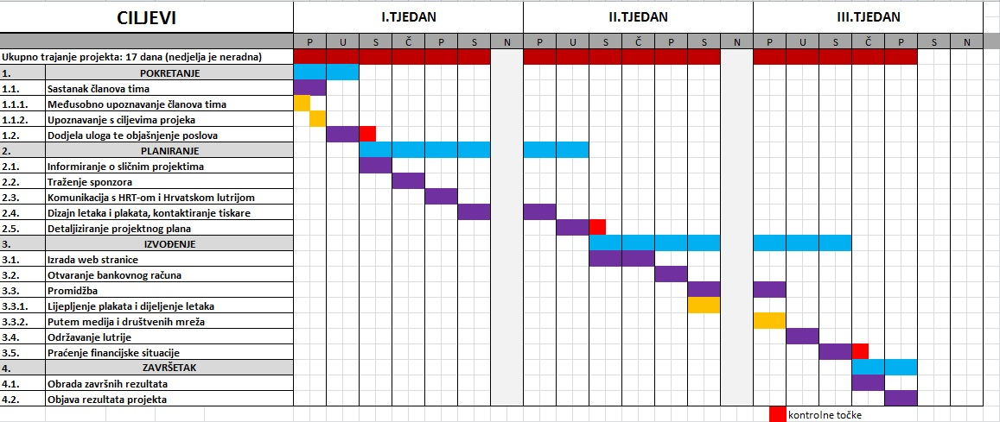 CILJEVI I.TJEDAN II.TJEDAN III.TJEDAN
P U S Č P S N P U S Č P S N P U S Č P S N
Ukupno trajanje projekta: 17 dana (nedjelja je neradna)
1. POKRETANJE
1.1. Sastanak članova tima
1.1.1. Međusobno upoznavanje članova tima
1.1.2. Upoznavanje s ciljevima projeka
1.2. Dodjela uloga te objašnjenje poslova
2. PLANIRANJE
2.1. Informiranje o sličnim projektima
2.2. Traženje sponzora
2.3. Komunikacija s HRT-om i Hrvatskom lutrijom
2.4. Dizajn letaka i plakata, kontaktiranje tiskare
2.5. Detaljiziranje projektnog plana
3. IZVOĐENJE
3.1. Izrada web stranice
3.2. Otvaranje bankovnog računa
3.3. Promidžba
3.3.1. Lijepljenje plakata i dijeljenje letaka
3.3.2. Putem medija i društvenih mreža
3.4. Održavanje lutrije
3.5. Praćenje financijske situacije
4. ZAVRŠETAK
4.1. Obrada završnih rezultata
4.2. Objava rezultata projekta
kontrolne točke